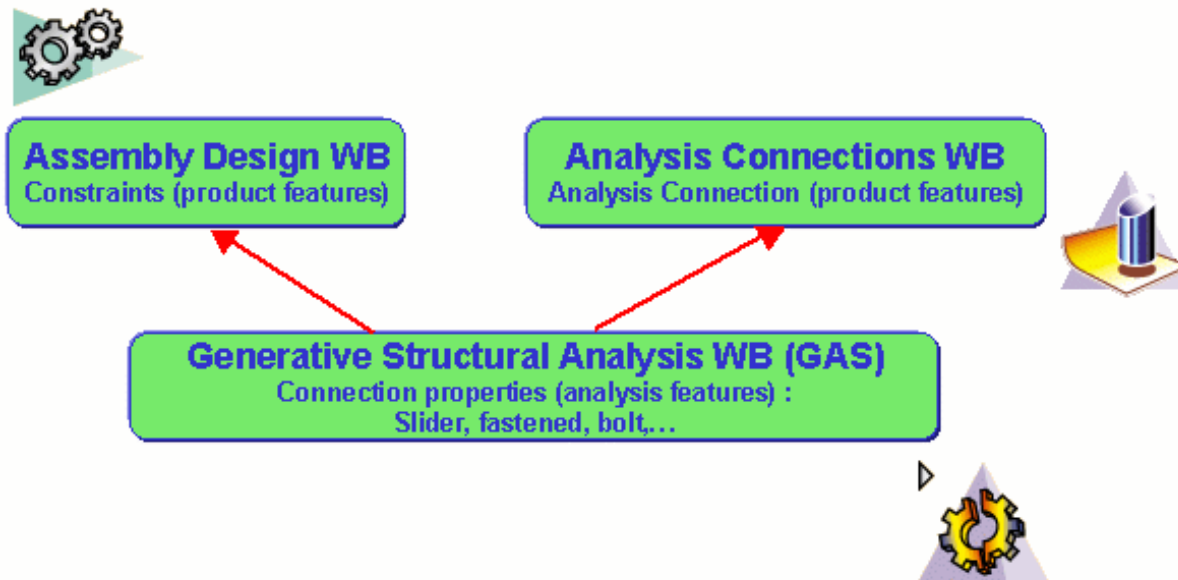 Assembly Design WB
Constraints (product features)
Analysis Connections WB
Analysis Connection (product features)
Generative Structural Analysis WB (GAS)
Connection properties (analysis features) :
Slider, fastened, bolt,...